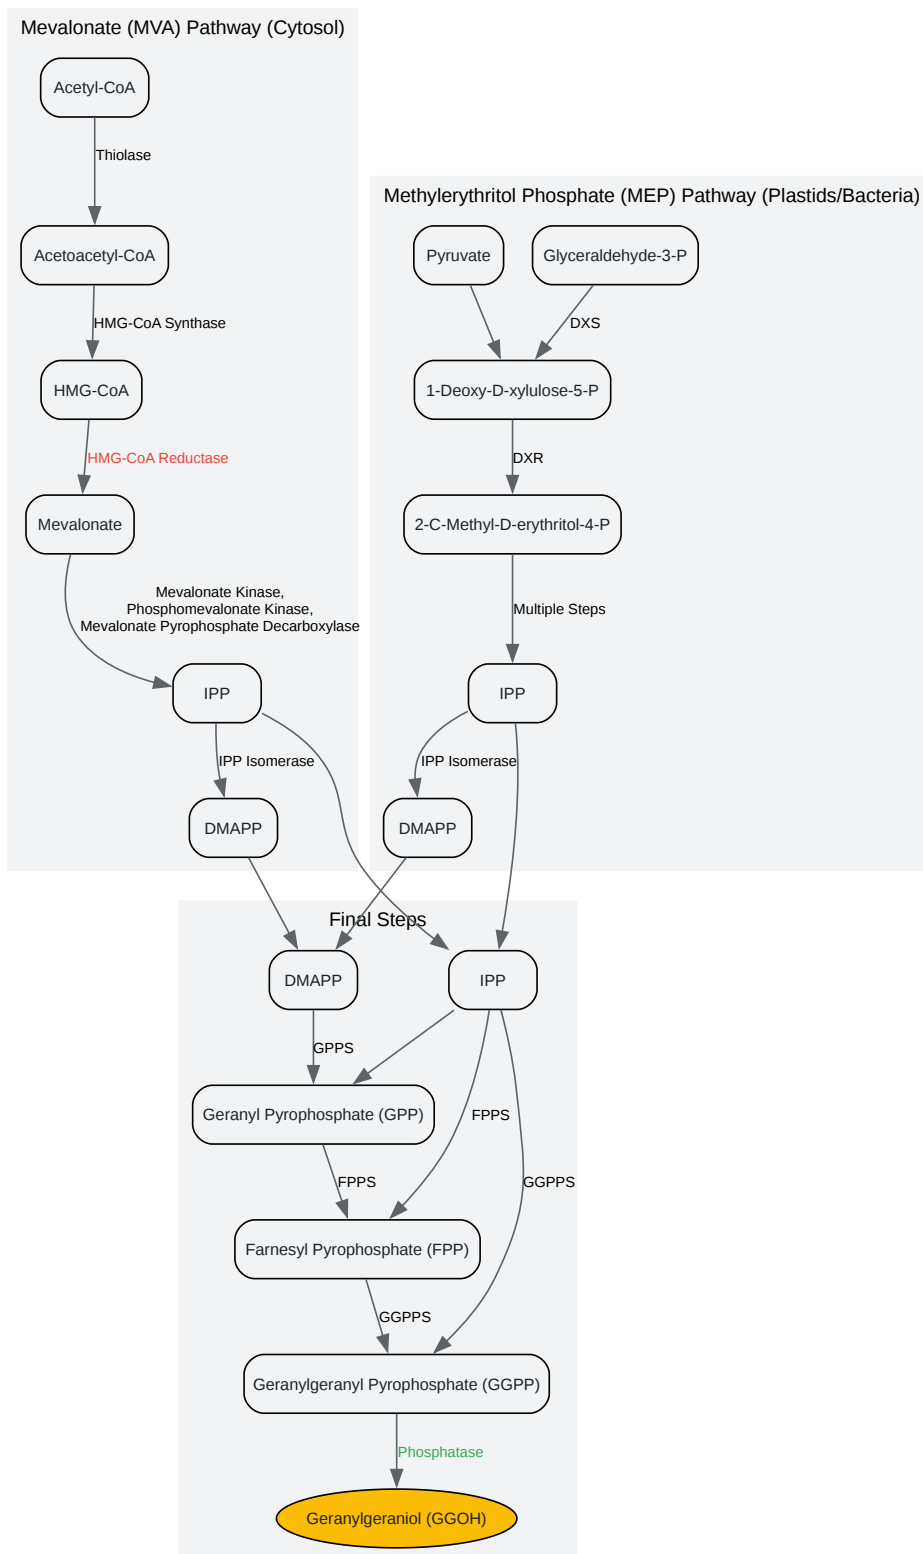 Mevalonate (MVA) Pathway (Cytosol)
Acetyl-CoA
Thiolase
Acetoacetyl-CoA
HMG-CoA Synthase
HMG-CoA
HMG-CoA Reductase
Mevalonate
Mevalonate Kinase,
Phosphomevalonate Kinase,
Mevalonate Pyrophosphate Decarboxylase
IPP
IPP Isomerase
DMAPP
Methylerythritol Phosphate (MEP) Pathway (Plastids/Bacteria)
Pyruvate
Glyceraldehyde-3-P
DXS
1-Deoxy-D-xylulose-5-P
DXR
2-C-Methyl-D-erythritol-4-P
Multiple Steps
IPP
IPP Isomerase
DMAPP
Final Steps
DMAPP
IPP
GPPS
Geranyl Pyrophosphate (GPP)
FPPS
FPPS
GGPPS
Farnesyl Pyrophosphate (FPP)
GGPPS
Geranylgeranyl Pyrophosphate (GGPP)
Phosphatase
Geranylgeraniol (GGOH)